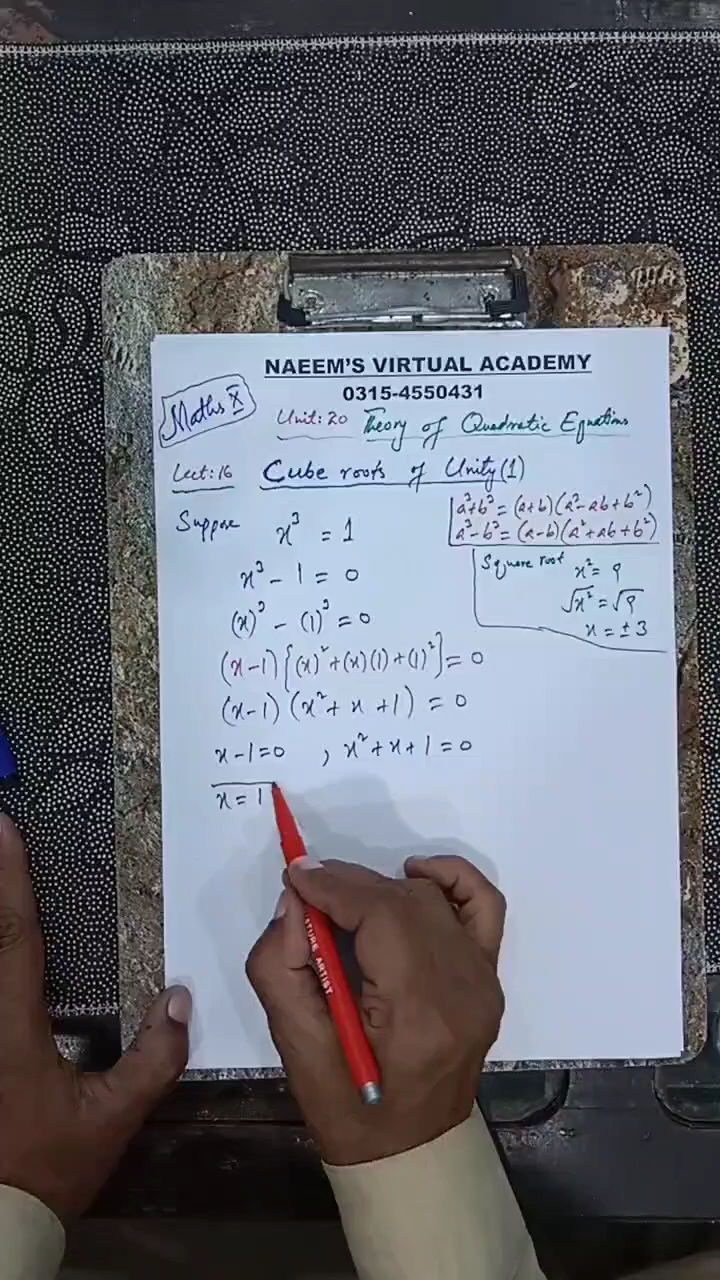 NAEEM'S VIRTUAL ACADEMY
0315-4550431
Maths X
Unit: 20 Theory of Quadratic Equations
Lect: 16 Cube roots of Unity (1)
a³+b³ = (a+b)(a²-ab+b²)
a³-b³ = (a-b)(a²+ab+b²)
Suppose x³ = 1
Square root x² = 9
√x² = √9
x = ±3
x³ - 1 = 0
(x)³ - (1)³ = 0
(x-1)[(x)² + (x)(1) + (1)²] = 0
(x-1) (x² + x + 1) = 0
x - 1 = 0 , x² + x + 1 = 0
x = 1
SIGNATURE ARTIST